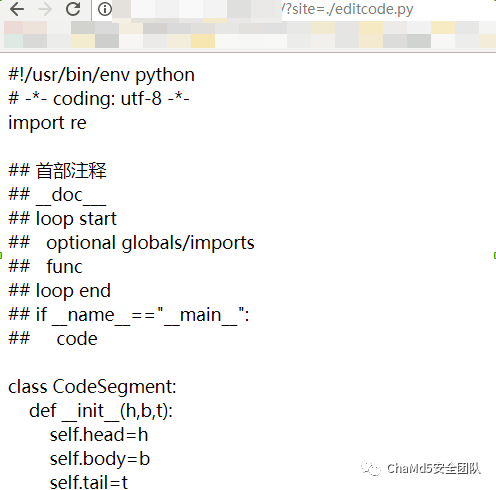 /?site=./editcode.py
#!/usr/bin/env python
# -*- coding: utf-8 -*-
import re
## 首部注释
## __doc___
## loop start
##   optional globals/imports
##   func
## loop end
## if __name__=="__main__":
##     code
class CodeSegment:
    def __init__(h,b,t):
        self.head=h
        self.body=b
        self.tail=t
ChaMd5安全团队